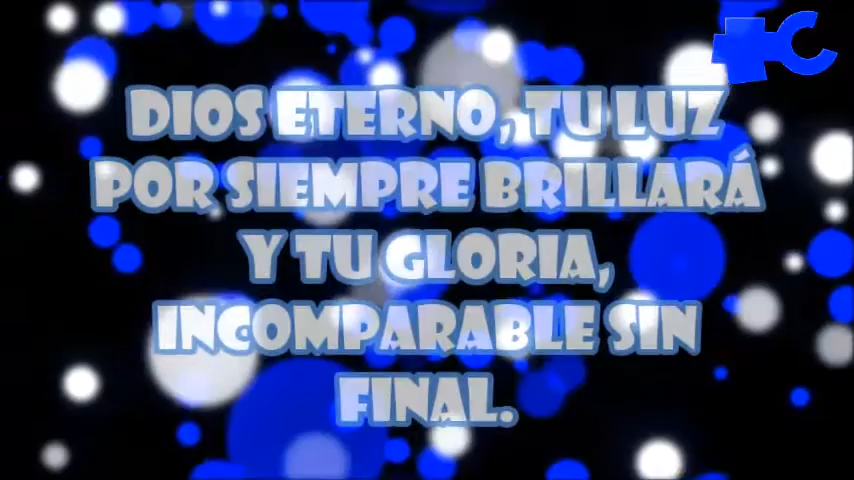 DIOS ETERNO, TU LUZ
POR SIEMPRE BRILLARÁ
Y TU GLORIA,
INCOMPARABLE SIN
FINAL.